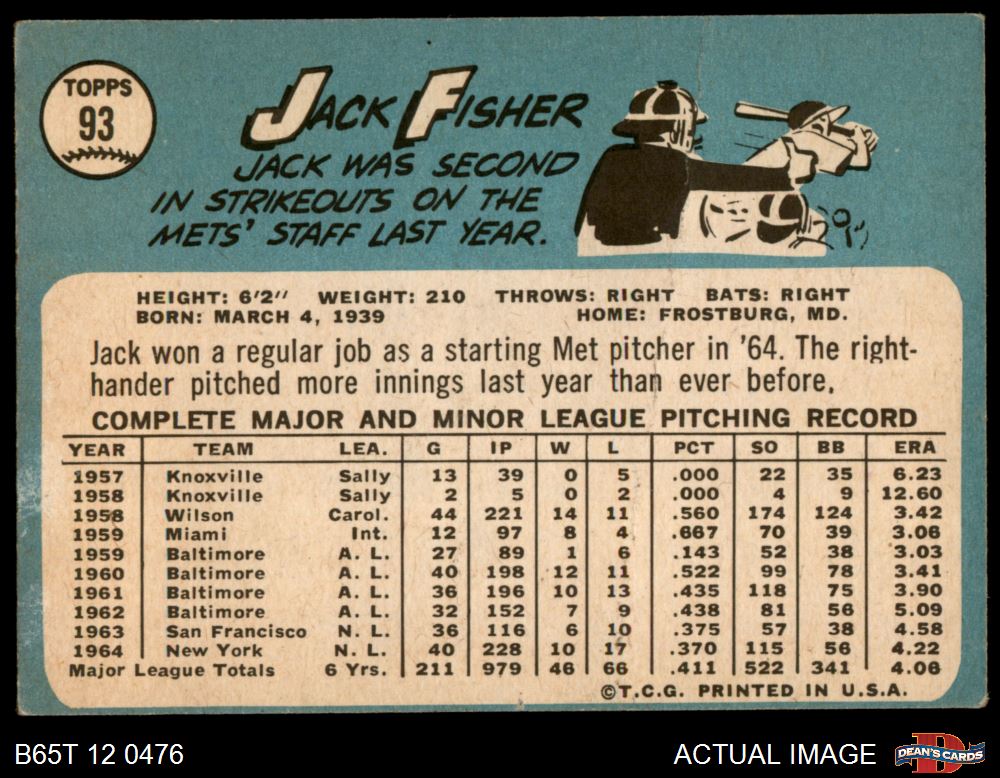 TOPPS
93
JACK FISHER
JACK WAS SECOND
IN STRIKEOUTS ON THE
METS' STAFF LAST YEAR.
HEIGHT: 6'2" WEIGHT: 210 THROWS: RIGHT BATS: RIGHT
BORN: MARCH 4, 1939 HOME: FROSTBURG, MD.
Jack won a regular job as a starting Met pitcher in '64. The right-
hander pitched more innings last year than ever before.
COMPLETE MAJOR AND MINOR LEAGUE PITCHING RECORD
YEAR TEAM LEA. G IP W L PCT SO BB ERA
1957 Knoxville Sally 13 39 0 5 .000 22 35 6.23
1958 Knoxville Sally 2 5 0 2 .000 4 9 12.60
1958 Wilson Carol. 44 221 14 11 .560 174 124 3.42
1959 Miami Int. 12 97 8 4 .667 70 39 3.06
1959 Baltimore A. L. 27 89 1 6 .143 52 38 3.03
1960 Baltimore A. L. 40 198 12 11 .522 99 78 3.41
1961 Baltimore A. L. 36 196 10 13 .435 118 75 3.90
1962 Baltimore A. L. 32 152 7 9 .438 81 56 5.09
1963 San Francisco N. L. 36 116 6 10 .375 57 38 4.58
1964 New York N. L. 40 228 10 17 .370 115 56 4.22
Major League Totals 6 Yrs. 211 979 46 66 .411 522 341 4.06
©T.C.G. PRINTED IN U.S.A.
B65T 12 0476 ACTUAL IMAGE DEAN'S CARDS